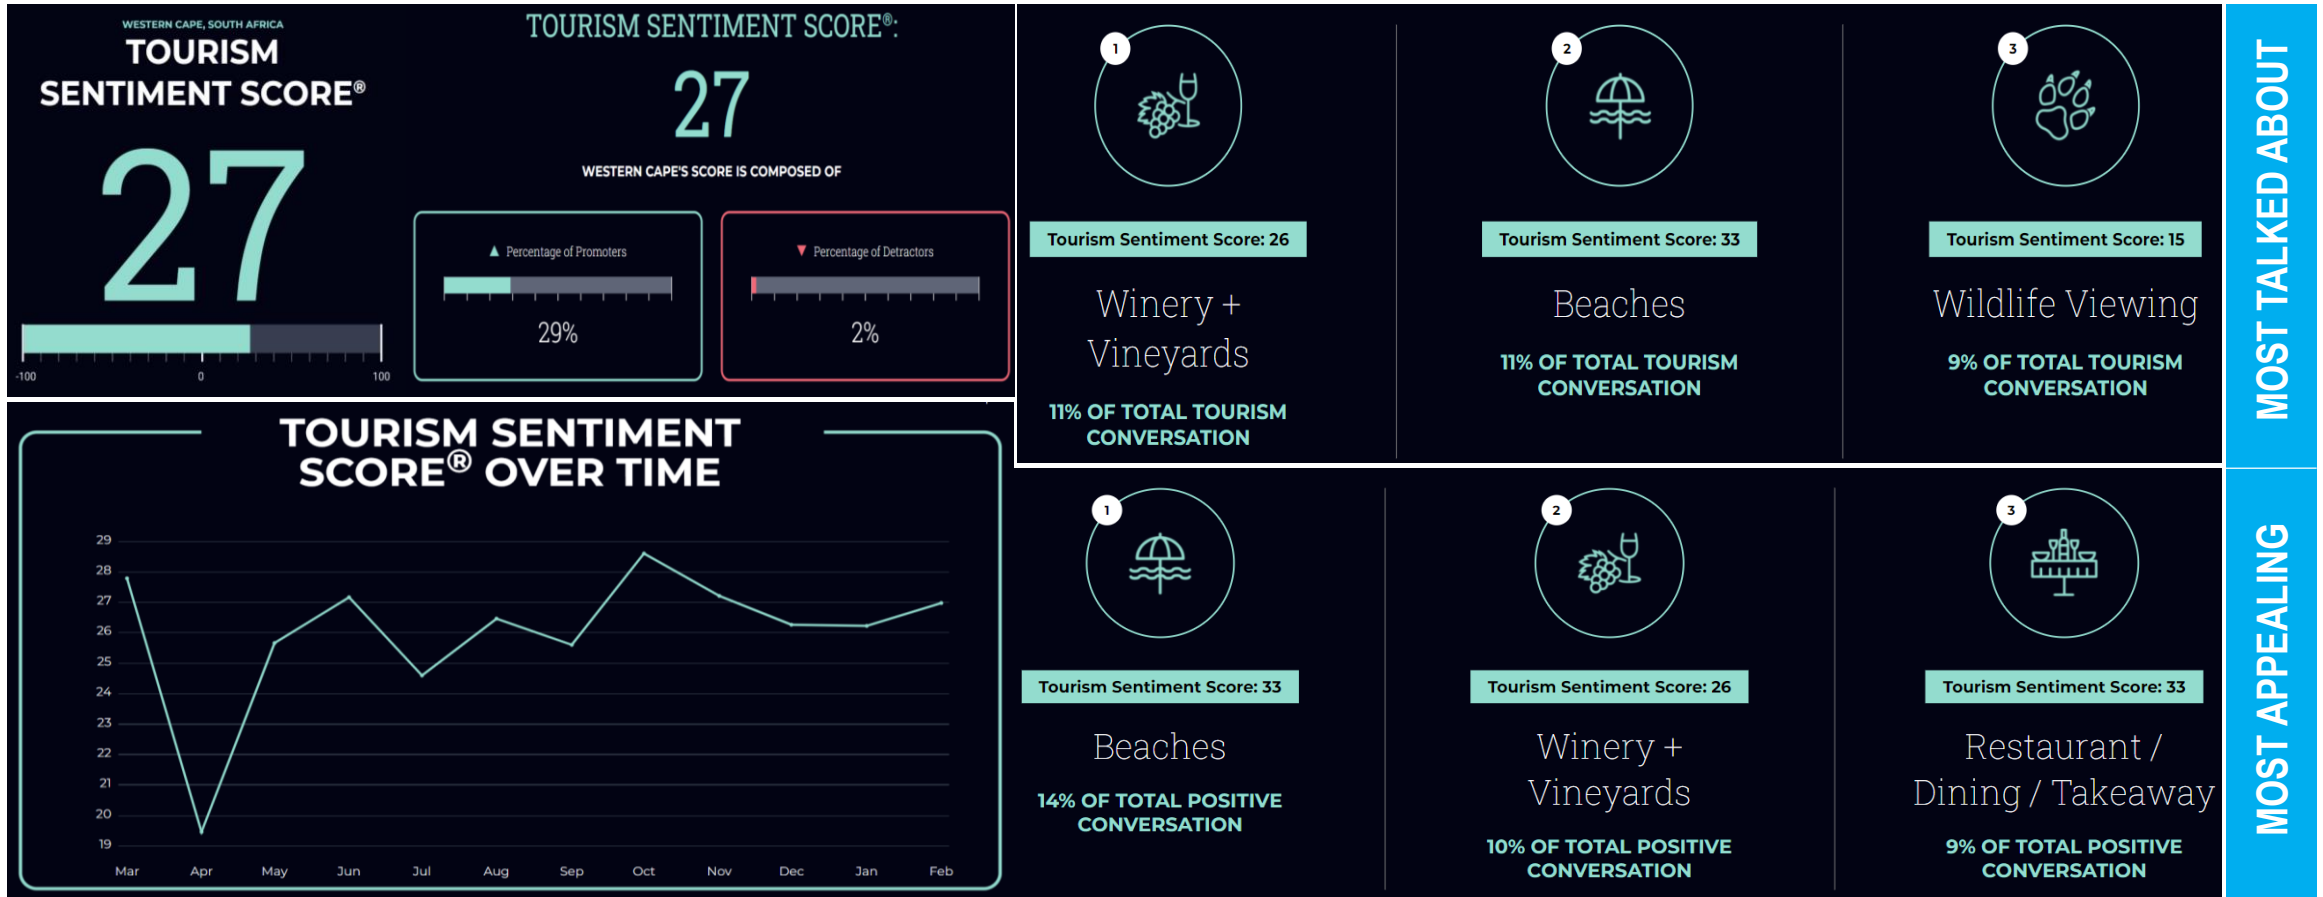 WESTERN CAPE, SOUTH AFRICA
TOURISM
SENTIMENT SCORE®
27
-100
0
100
TOURISM SENTIMENT SCORE®:
27
WESTERN CAPE'S SCORE IS COMPOSED OF
▲ Percentage of Promoters
29%
▼ Percentage of Detractors
2%
TOURISM SENTIMENT
SCORE® OVER TIME
29
28
27
26
25
24
23
22
21
20
19
Mar
Apr
May
Jun
Jul
Aug
Sep
Oct
Nov
Dec
Jan
Feb
1
Tourism Sentiment Score: 26
Winery +
Vineyards
11% OF TOTAL TOURISM
CONVERSATION
2
Tourism Sentiment Score: 33
Beaches
11% OF TOTAL TOURISM
CONVERSATION
3
Tourism Sentiment Score: 15
Wildlife Viewing
9% OF TOTAL TOURISM
CONVERSATION
MOST TALKED ABOUT
1
Tourism Sentiment Score: 33
Beaches
14% OF TOTAL POSITIVE
CONVERSATION
2
Tourism Sentiment Score: 26
Winery +
Vineyards
10% OF TOTAL POSITIVE
CONVERSATION
3
Tourism Sentiment Score: 33
Restaurant /
Dining / Takeaway
9% OF TOTAL POSITIVE
CONVERSATION
MOST APPEALING